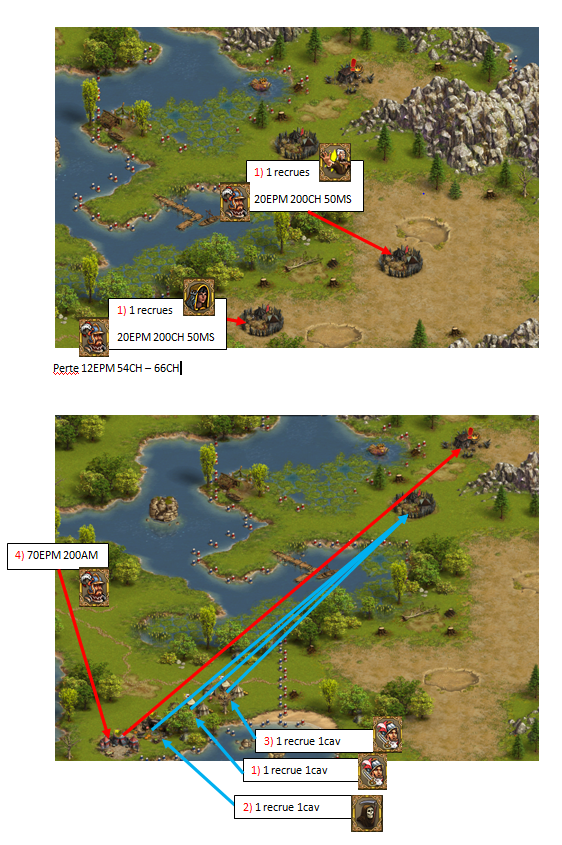 1) 1 recrues
20EPM 200CH 50MS
1) 1 recrues
20EPM 200CH 50MS
Perte 12EPM 54CH – 66CH
4) 70EPM 200AM
3) 1 recrue 1cav
1) 1 recrue 1cav
2) 1 recrue 1cav